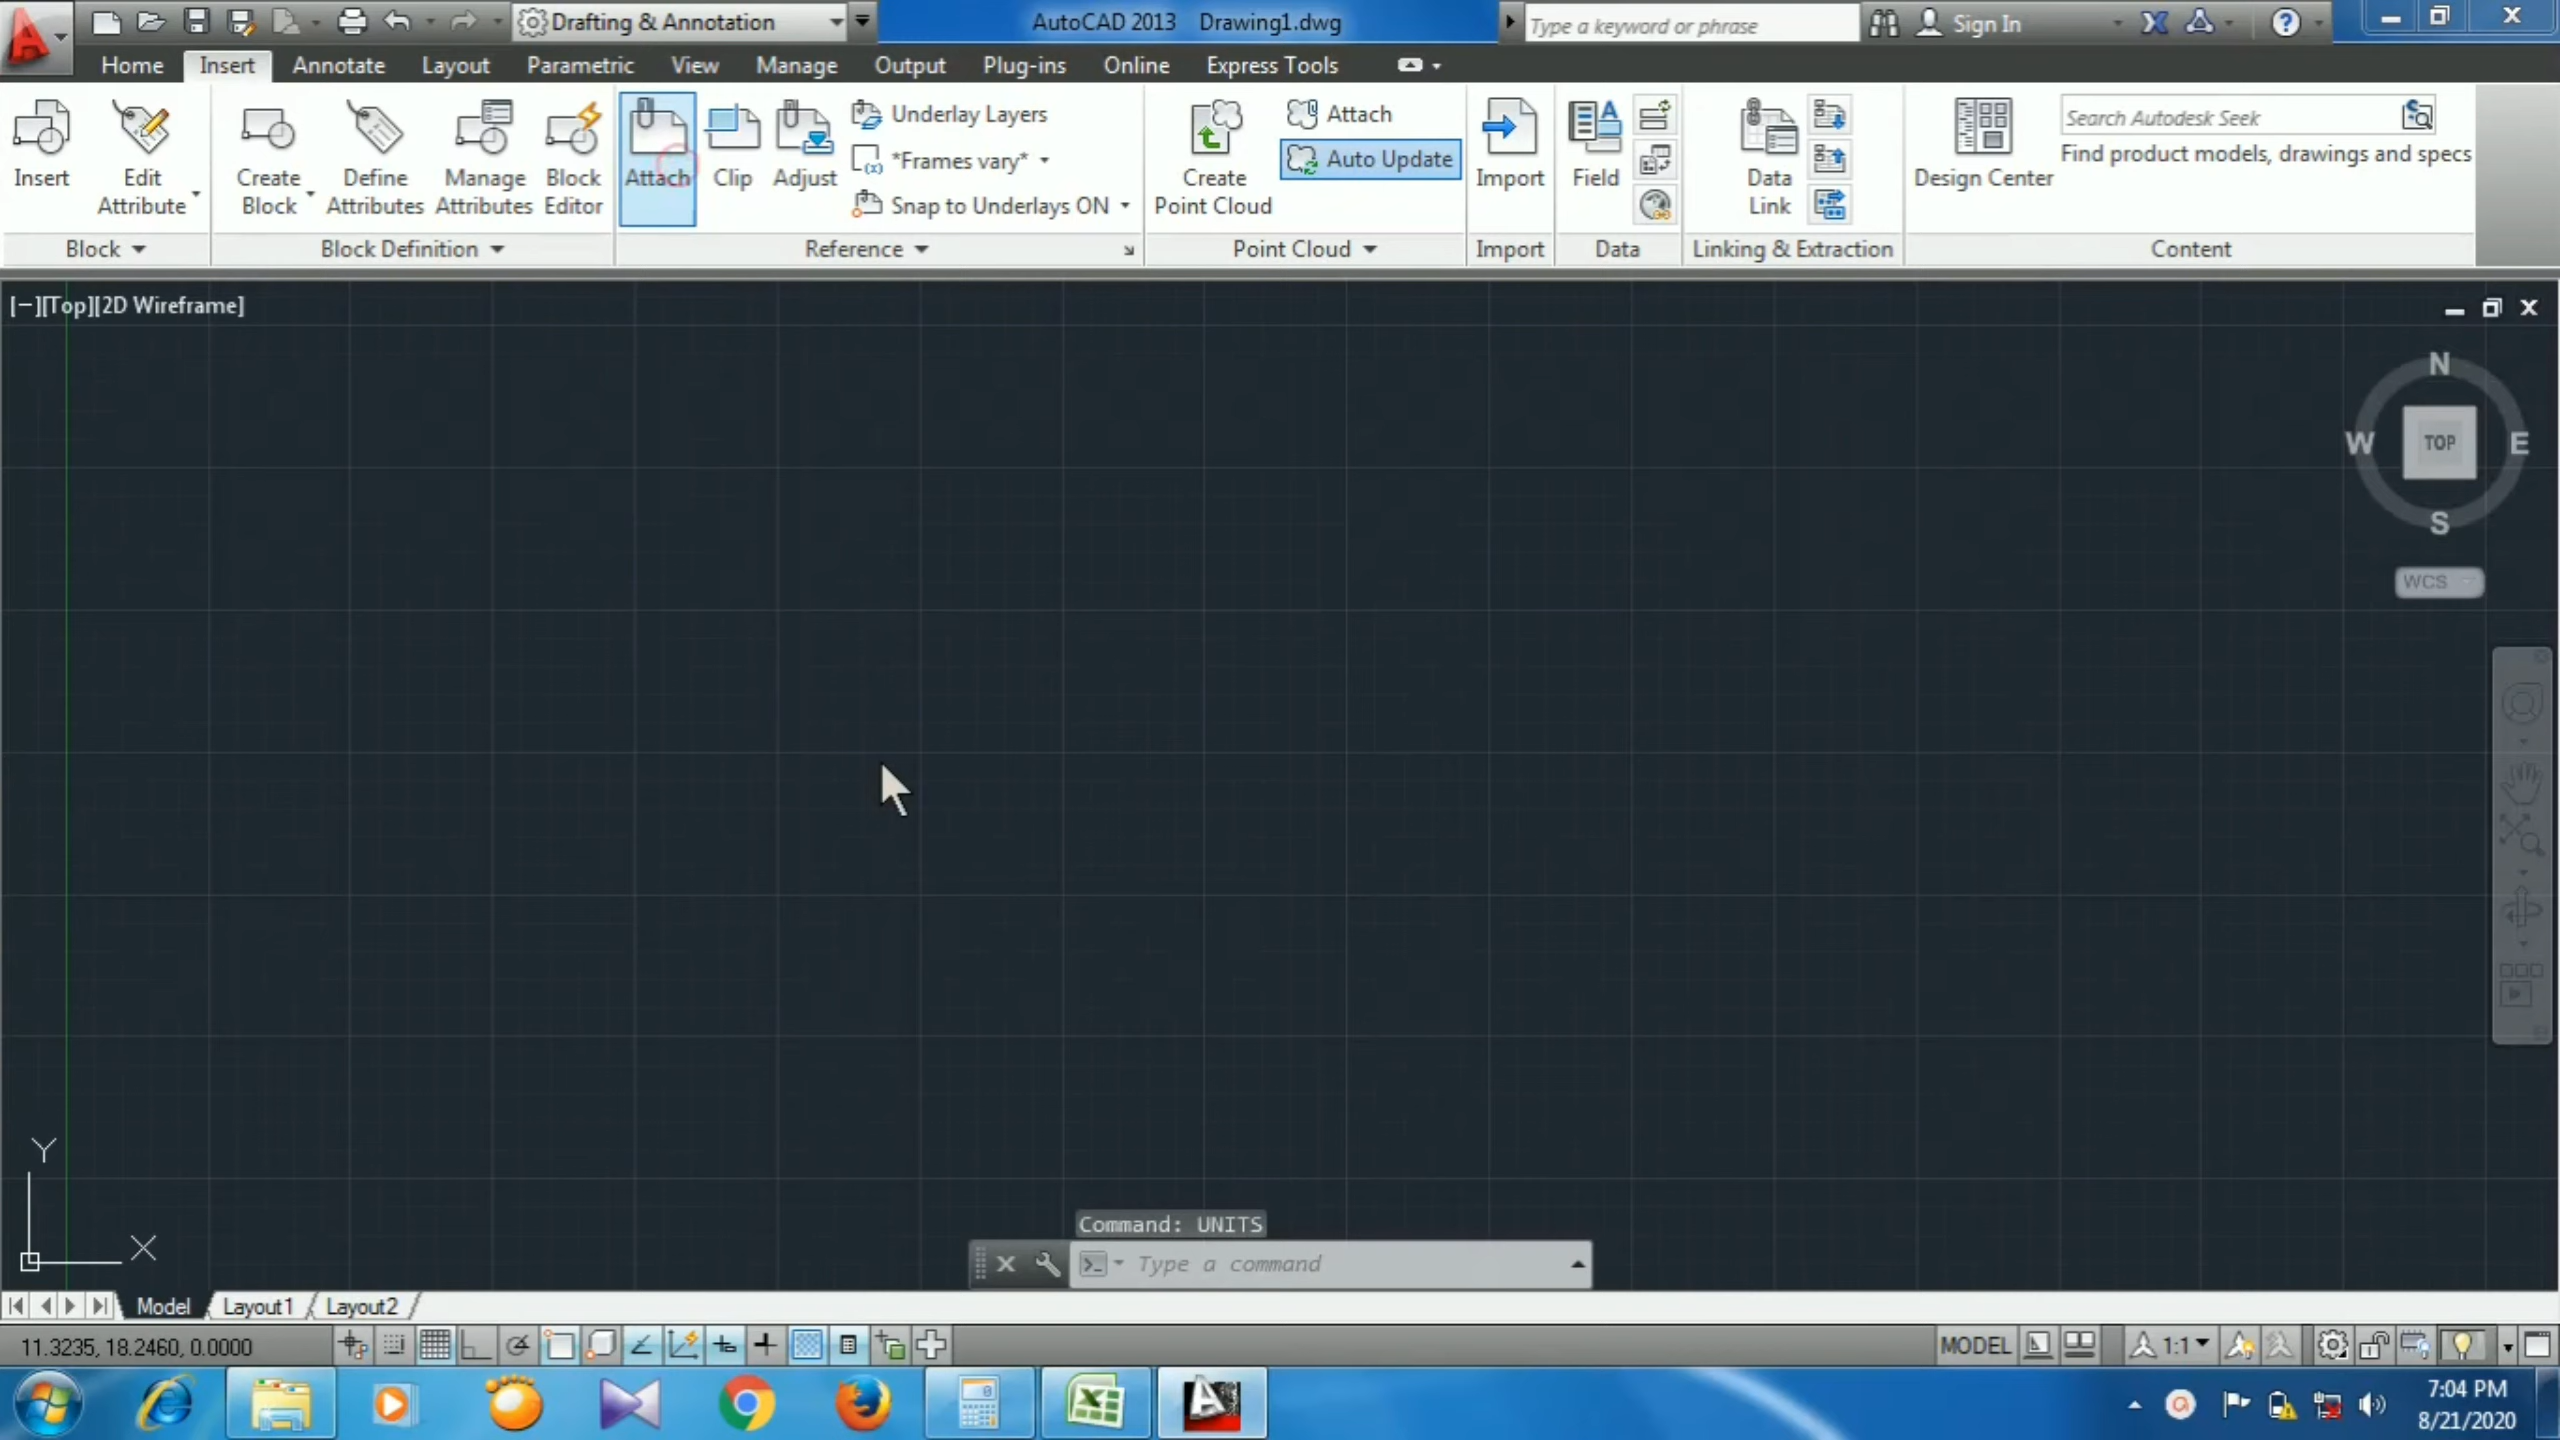 Drafting & Annotation
AutoCAD 2013 Drawing1.dwg
Type a keyword or phrase
Sign In
Home Insert Annotate Layout Parametric View Manage Output Plug-ins Online Express Tools
Insert
Edit
Attribute
Create
Block
Define
Attributes
Manage
Attributes
Block
Editor
Attach
Clip
Adjust
Underlay Layers
*Frames vary*
Snap to Underlays ON
Create
Point Cloud
Attach
Auto Update
Import
Field
Data
Link
Design Center
Search Autodesk Seek
Find product models, drawings and specs
Block
Block Definition
Reference
Point Cloud
Import
Data
Linking & Extraction
Content
[−][Top][2D Wireframe]
N
W
TOP
E
S
WCS
Y
X
Command: UNITS
Type a command
Model Layout1 Layout2
11.3235, 18.2460, 0.0000
MODEL
1:1
7:04 PM
8/21/2020